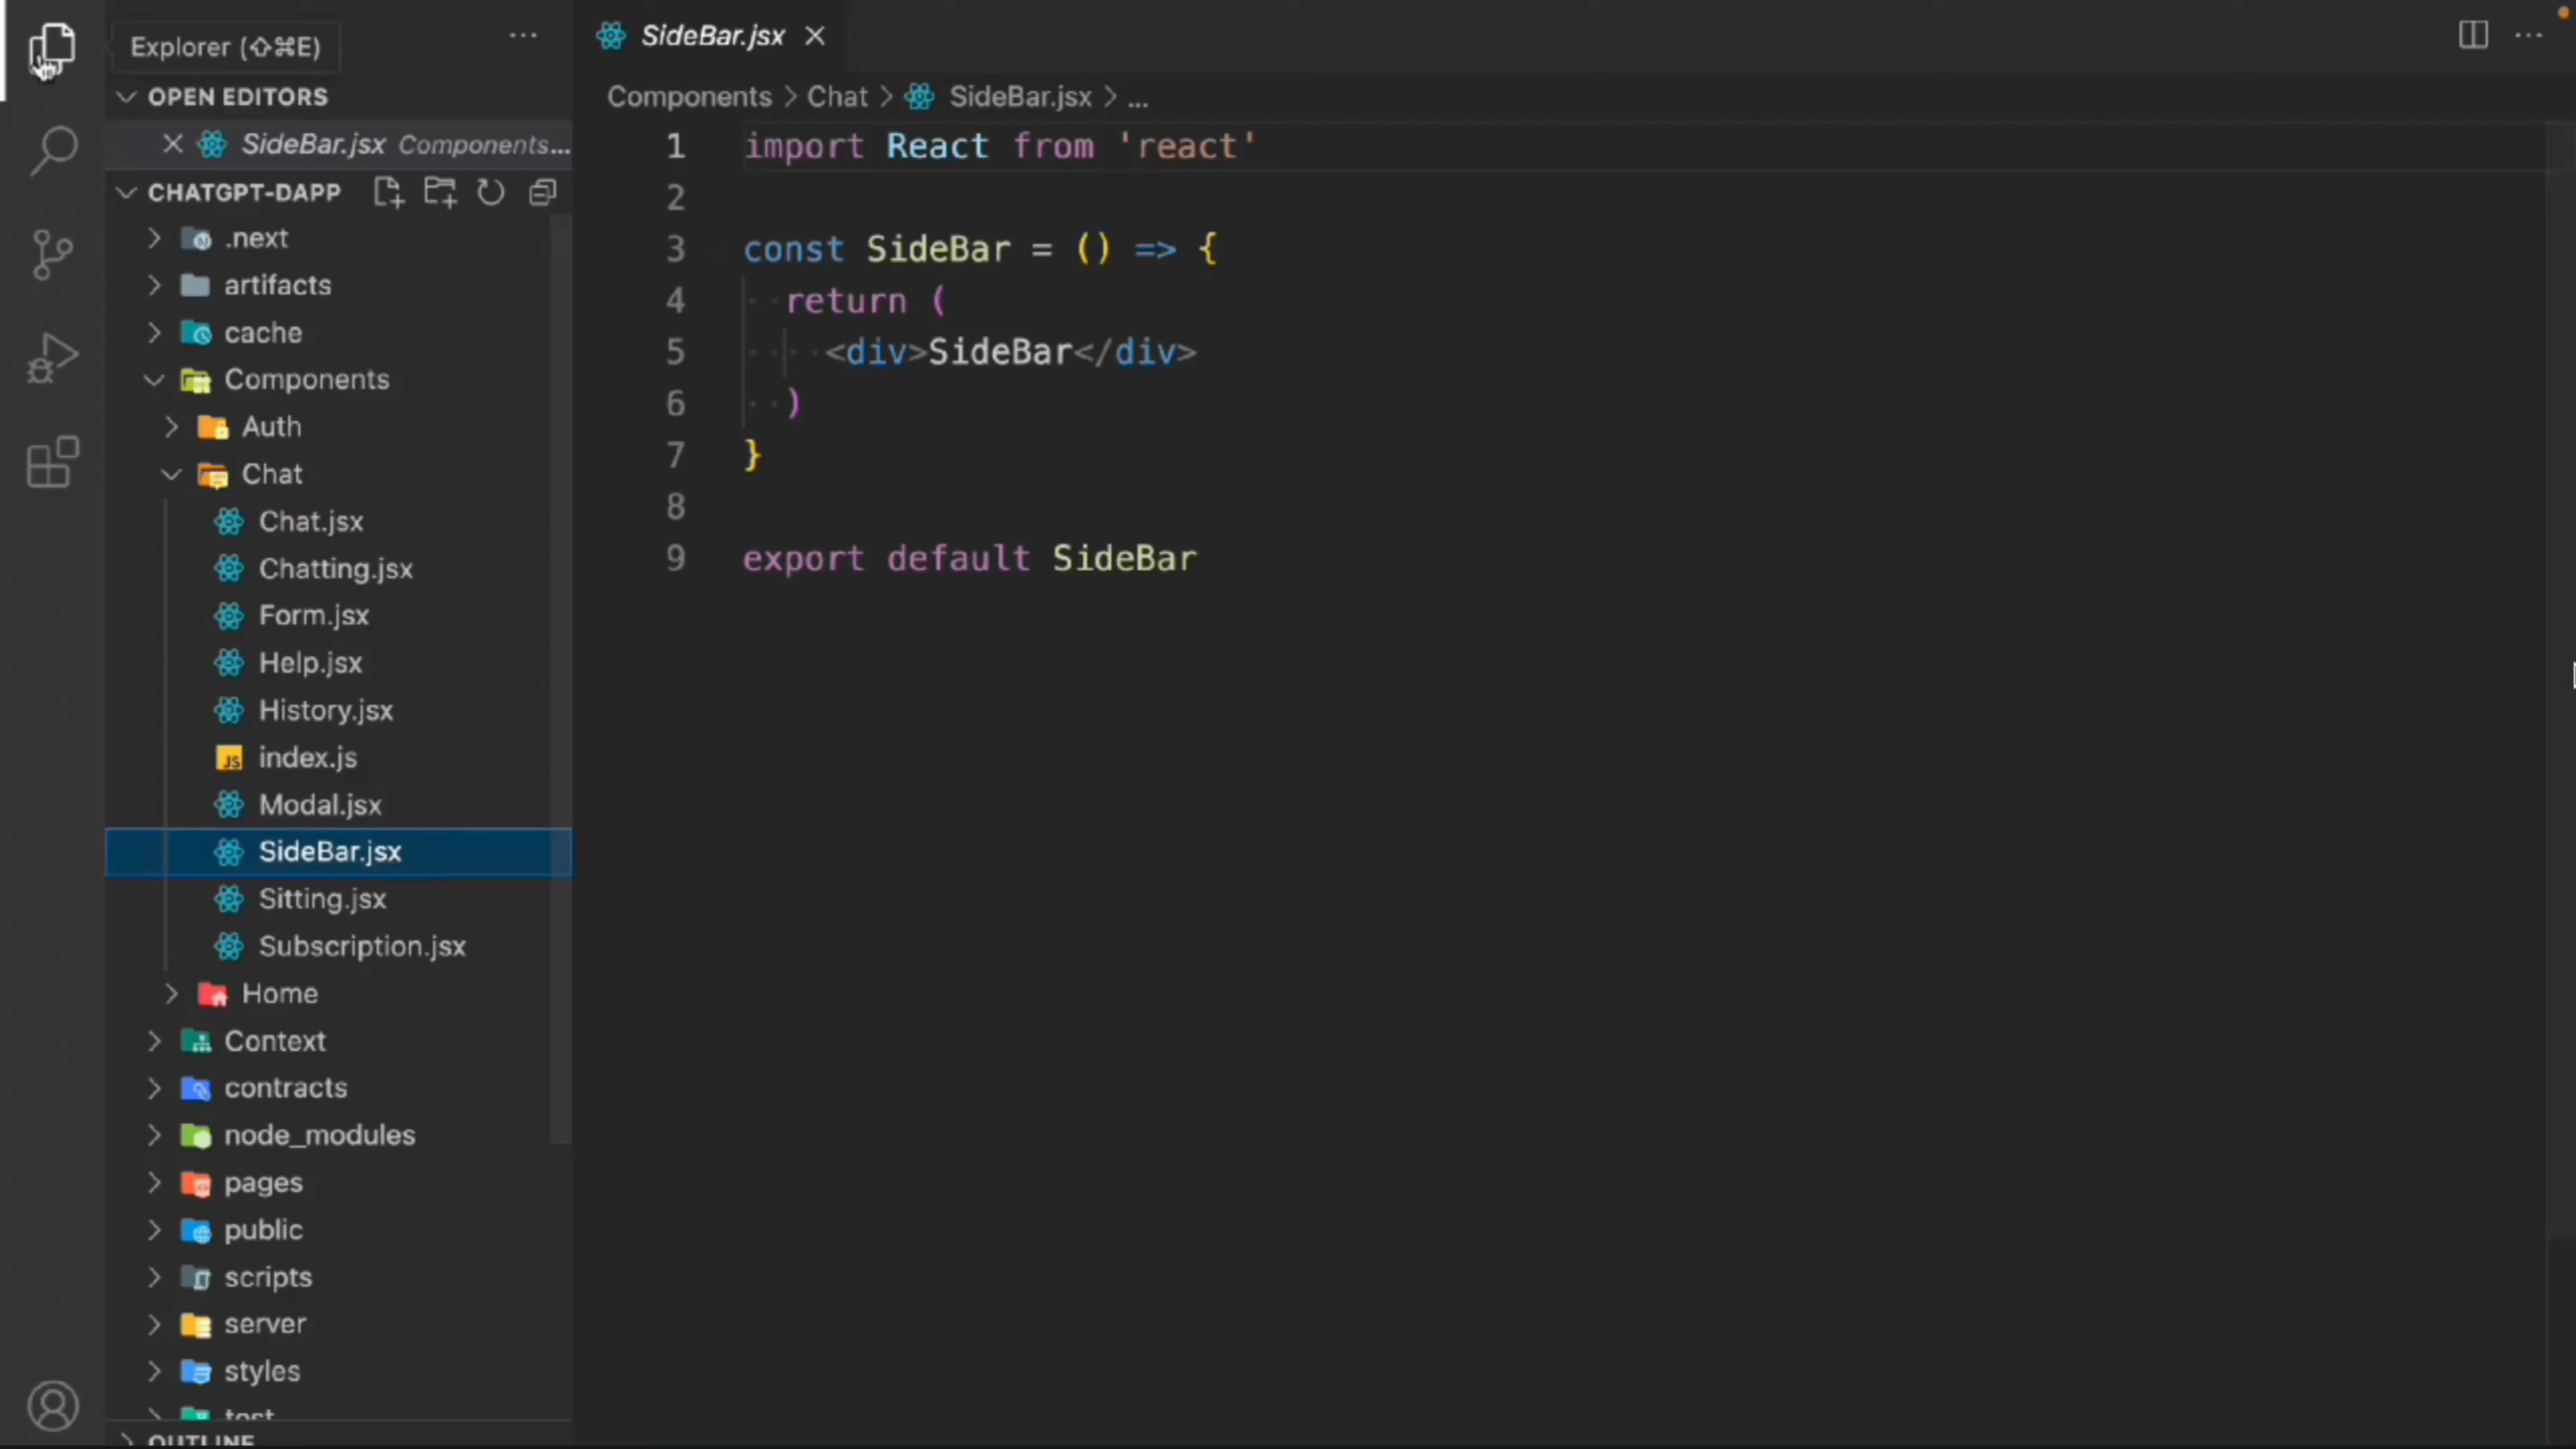 Explorer (⇧⌘E)
OPEN EDITORS
SideBar.jsx Components...
CHATGPT-DAPP
.next
artifacts
cache
Components
Auth
Chat
Chat.jsx
Chatting.jsx
Form.jsx
Help.jsx
History.jsx
index.js
Modal.jsx
SideBar.jsx
Sitting.jsx
Subscription.jsx
Home
Context
contracts
node_modules
pages
public
scripts
server
styles
test
OUTLINE
SideBar.jsx
Components > Chat > SideBar.jsx > ...
1 import React from 'react'
2
3 const SideBar = () => {
4 return (
5 <div>SideBar</div>
6 )
7 }
8
9 export default SideBar